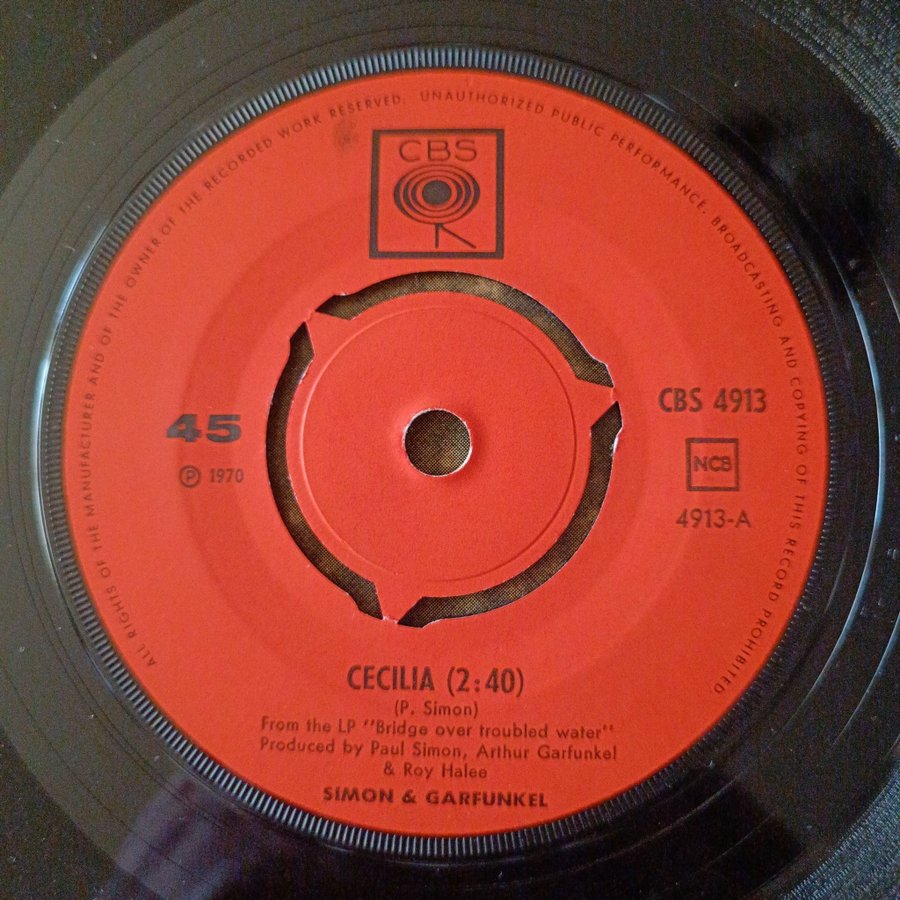 ALL RIGHTS OF THE MANUFACTURER AND OF THE OWNER OF THE RECORDED WORK RESERVED. UNAUTHORIZED PUBLIC PERFORMANCE, BROADCASTING AND COPYING OF THIS RECORD PROHIBITED.
CBS
45
℗ 1970
CBS 4913
NCB
4913-A
CECILIA (2:40)
(P. Simon)
From the LP "Bridge over troubled water"
Produced by Paul Simon, Arthur Garfunkel
& Roy Halee
SIMON & GARFUNKEL